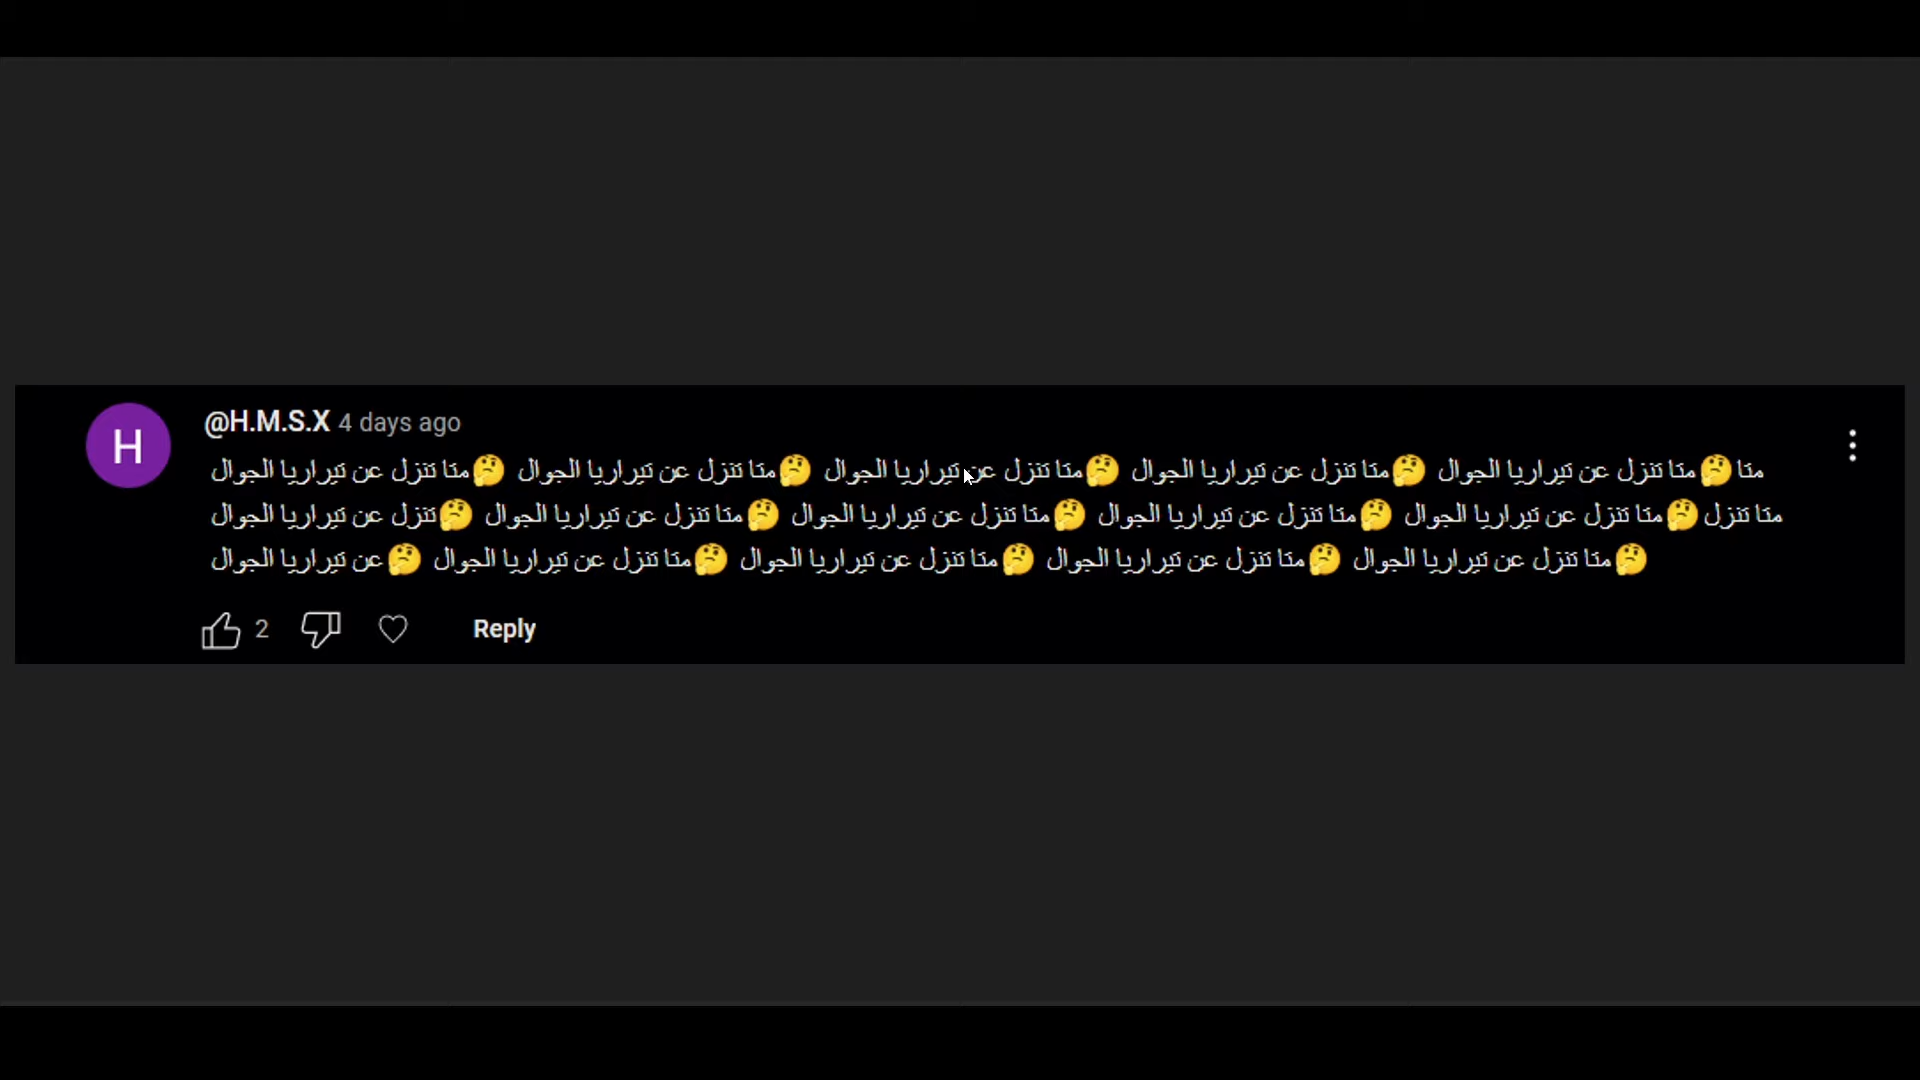 @H.M.S.X 4 days ago
متا تنزل عن تيراريا الجوال🤔 متا تنزل عن تيراريا الجوال🤔 متا تنزل عن تيراريا الجوال🤔 متا تنزل عن تيراريا الجوال🤔 متا تنزل عن تيراريا الجوال🤔 متا
تنزل عن تيراريا الجوال🤔 متا تنزل عن تيراريا الجوال🤔 متا تنزل عن تيراريا الجوال🤔 متا تنزل عن تيراريا الجوال🤔 متا تنزل عن تيراريا الجوال🤔 متا تنزل
عن تيراريا الجوال🤔 متا تنزل عن تيراريا الجوال🤔 متا تنزل عن تيراريا الجوال🤔 متا تنزل عن تيراريا الجوال🤔 متا تنزل عن تيراريا الجوال🤔
2 Reply
H